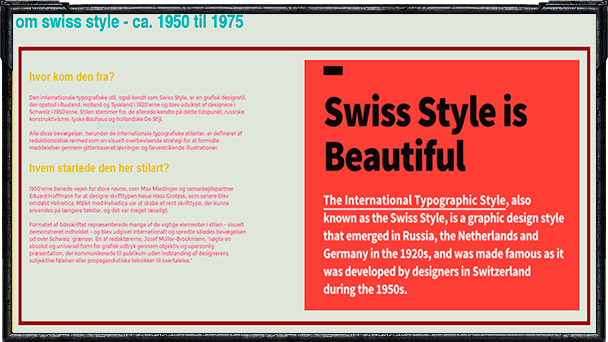 om swiss style - ca. 1950 til 1975
hvor kom den fra?
Den internationale typografiske stil, også kendt som Swiss Style, er en grafisk designstil,
der opstod i Rusland, Holland og Tyskland i 1920'erne og blev udviklet af designere i
Schweiz i 1950'erne. Stilen stammer fra, de allerede kendte på dette tidspunkt, russiske
konstruktivisme, tyske Bauhaus og hollandske De Stijl.
Alle disse bevægelser, herunder de internationale typografiske stilarter, er defineret af
reduktionistisk renhed som en visuelt overbevisende strategi for at formidle
meddelelser gennem gitterbaseret løsninger og farvestrålende illustrationer.
hvem startede den her stilart?
1950'erne banede vejen for store navne, som Max Miedinger og samarbejdspartner
Eduard Hoffmann for at designe skrifttypen Neue Haas Grotesk, som senere blev
omdøbt Helvetica. Målet med Helvetica var at skabe et rent skrifttype, der kunne
anvendes på længere tekster, og det var meget læseligt.
Formatet af tidsskriftet repræsenterede mange af de vigtige elementer i stilen - visuelt
demonstreret indholdet - og blev udgivet internationalt og spredte således bevægelsen
ud over Schweiz' grænser. En af redaktørerne, Josef Müller-Brockmann, "søgte en
absolut og universel form for grafisk udtryk gennem objektiv og upersonlig
præsentation, der kommunikerede til publikum uden indblanding af designerens
subjektive følelser eller propagandistiske teknikker til overtalelse."
Swiss Style is
Beautiful
The International Typographic Style, also
known as the Swiss Style, is a graphic design style
that emerged in Russia, the Netherlands and
Germany in the 1920s, and was made famous as it
was developed by designers in Switzerland
during the 1950s.